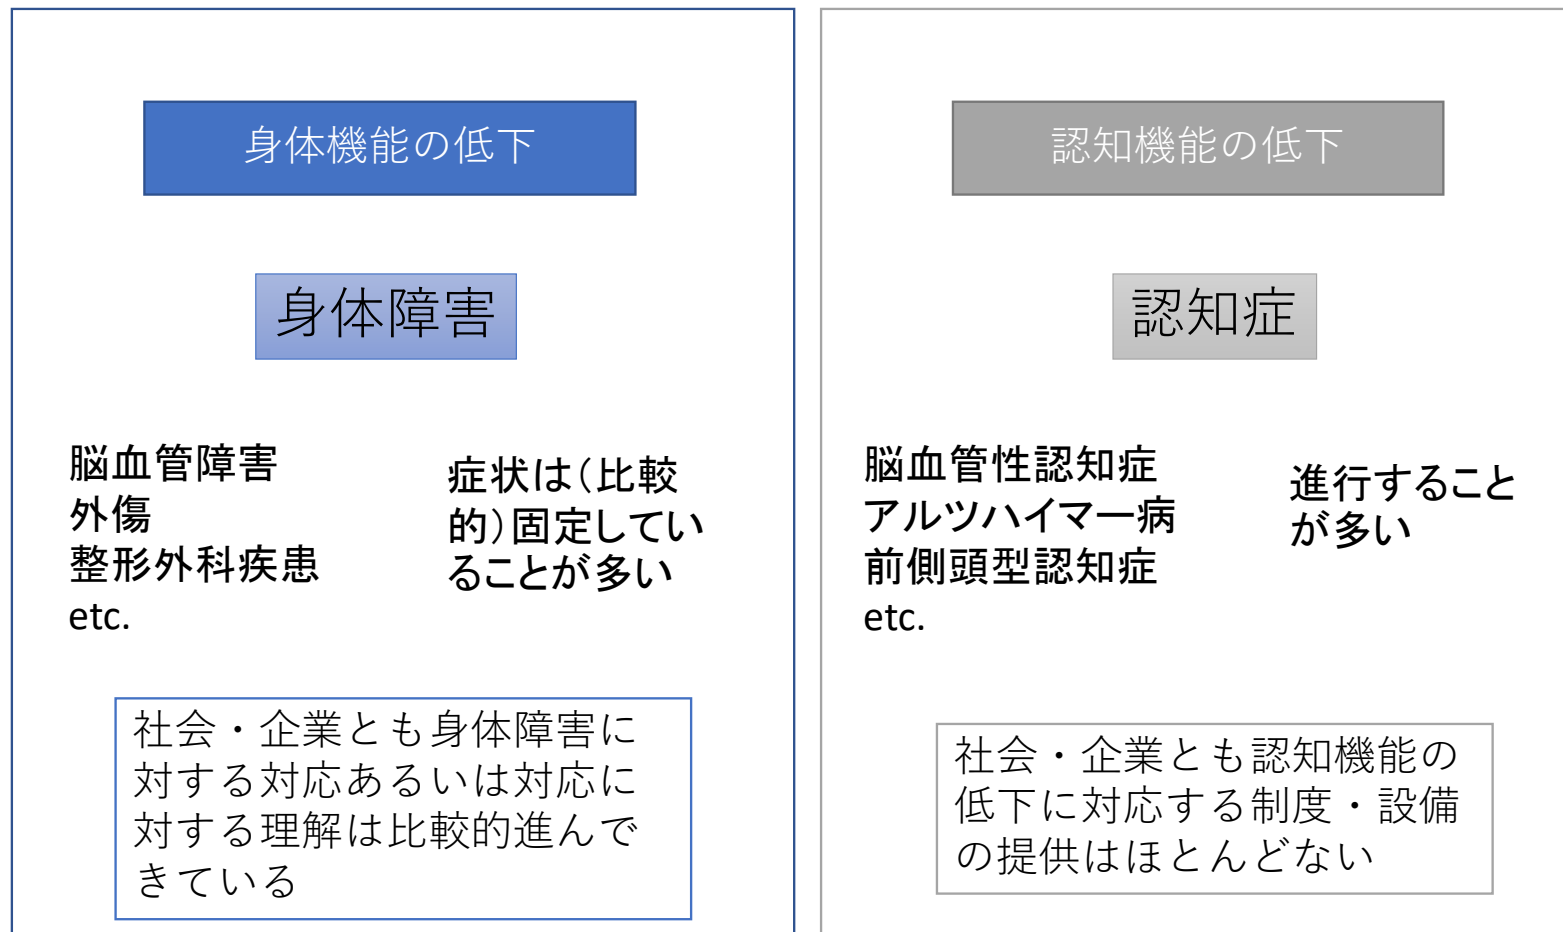 身体機能の低下
身体障害
脳血管障害
外傷
整形外科疾患
etc.
症状は（比較
的）固定してい
ることが多い
社会・企業とも身体障害に
対する対応あるいは対応に
対する理解は比較的進んで
きている
認知機能の低下
認知症
脳血管性認知症
アルツハイマー病
前側頭型認知症
etc.
進行すること
が多い
社会・企業とも認知機能の
低下に対応する制度・設備
の提供はほとんどない